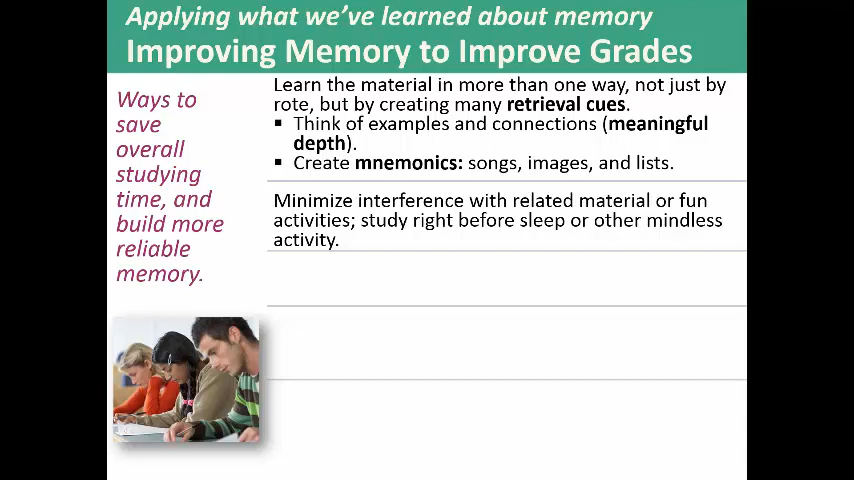 Applying what we've learned about memory
Improving Memory to Improve Grades
Ways to
save
overall
studying
time, and
build more
reliable
memory.
Learn the material in more than one way, not just by
rote, but by creating many retrieval cues.
▪ Think of examples and connections (meaningful
depth).
▪ Create mnemonics: songs, images, and lists.
Minimize interference with related material or fun
activities; study right before sleep or other mindless
activity.